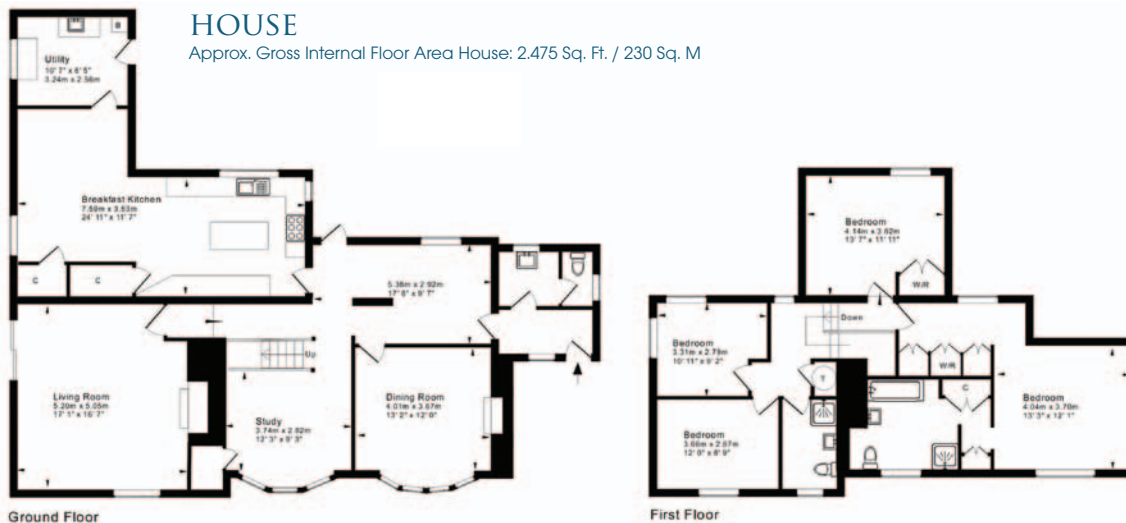 HOUSE
Approx. Gross Internal Floor Area House: 2.475 Sq. Ft. / 230 Sq. M
B
Utility
10' 7" x 8' 5"
3.24m x 2.56m
Breakfast Kitchen
7.59m x 3.53m
24' 11" x 11' 7"
C
C
5.36m x 2.92m
17' 6" x 9' 7"
Up
Living Room
5.20m x 5.05m
17' 1" x 16' 7"
Study
3.74m x 2.82m
12' 3" x 9' 3"
Dining Room
4.01m x 3.67m
13' 2" x 12' 0"
Ground Floor
Bedroom
4.14m x 3.62m
13' 7" x 11' 11"
W/R
Down
Bedroom
3.31m x 2.79m
10' 11" x 9' 2"
T
W/R
C
Bedroom
4.04m x 3.70m
13' 3" x 12' 1"
Bedroom
3.66m x 2.67m
12' 0" x 8' 9"
First Floor